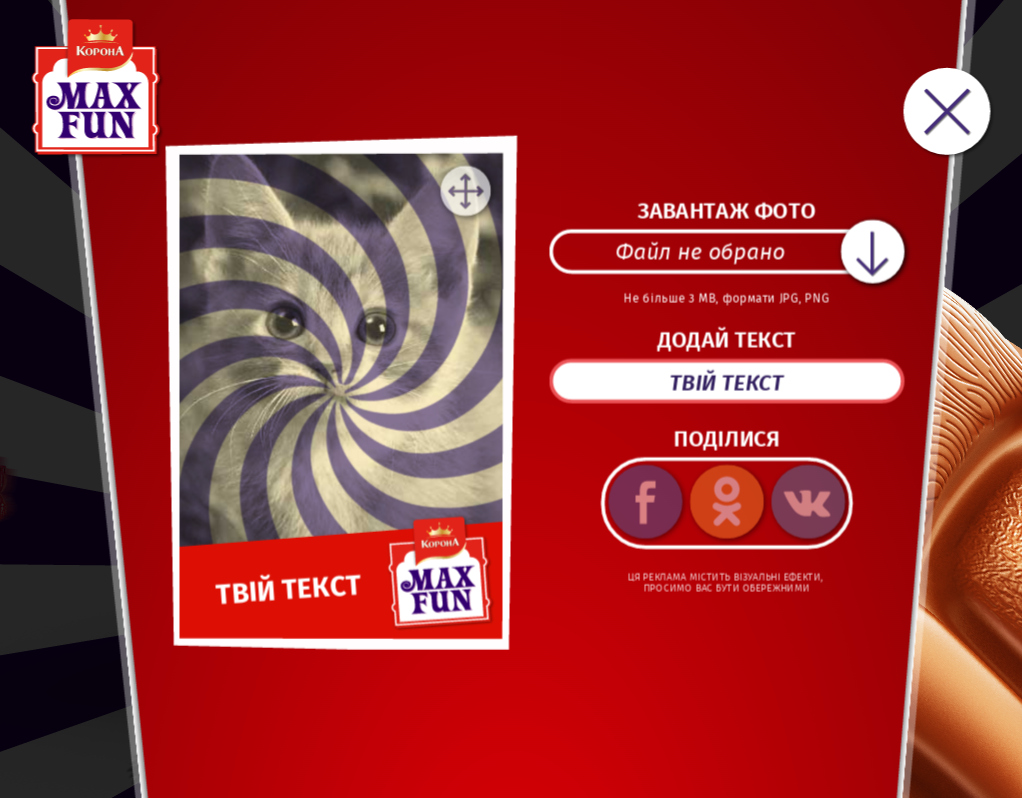 КОРОНА
MAX
FUN
ЗАВАНТАЖ ФОТО
Файл не обрано
Не більше 3 MB, формати JPG, PNG
ДОДАЙ ТЕКСТ
ТВІЙ ТЕКСТ
ПОДІЛИСЯ
ЦЯ РЕКЛАМА МІСТИТЬ ВІЗУАЛЬНІ ЕФЕКТИ,
ПРОСИМО ВАС БУТИ ОБЕРЕЖНИМИ
ТВІЙ ТЕКСТ
КОРОНА
MAX
FUN